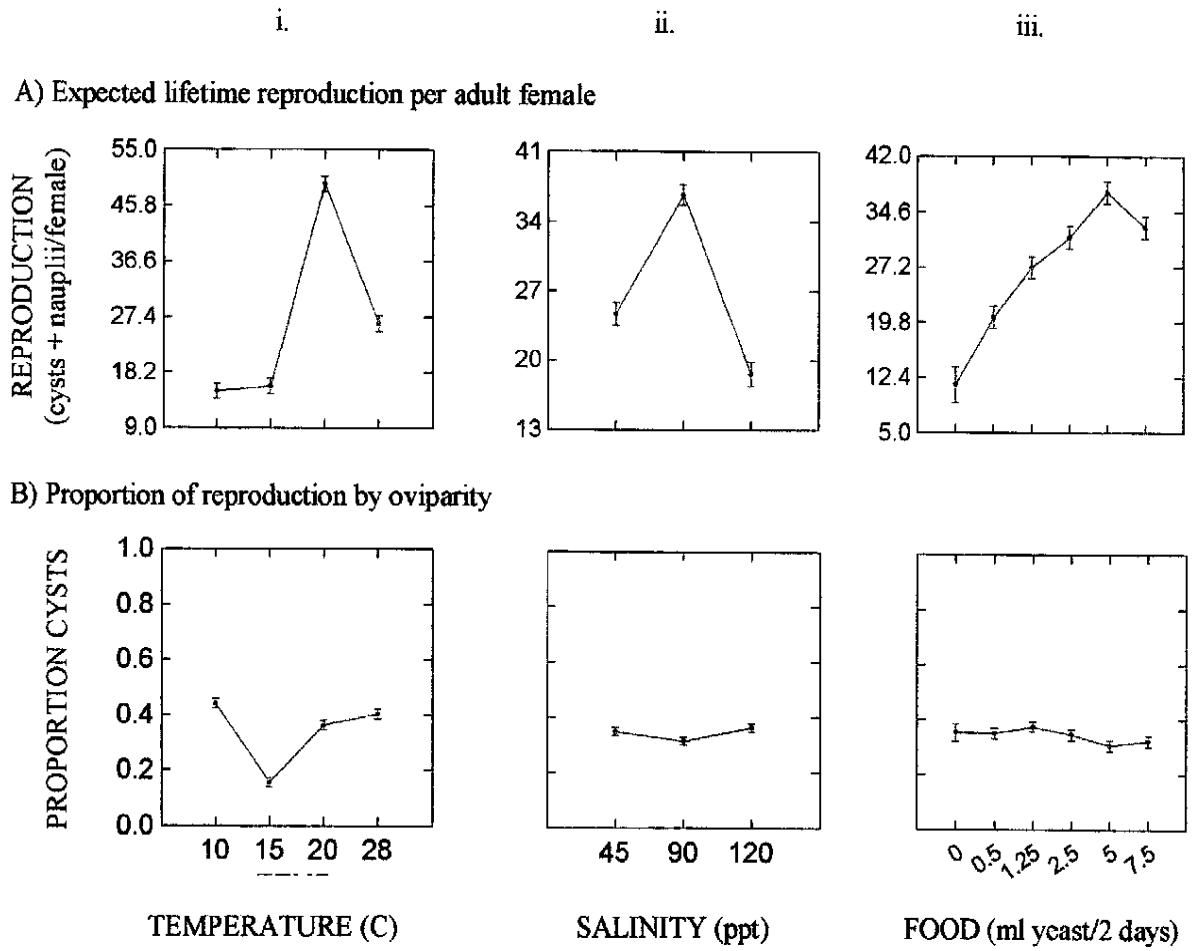 i. ii. iii.
A) Expected lifetime reproduction per adult female
REPRODUCTION
(cysts + nauplii/female)
55.0
45.8
36.6
27.4
18.2
9.0
41
34
27
20
13
42.0
34.6
27.2
19.8
12.4
5.0
B) Proportion of reproduction by oviparity
PROPORTION CYSTS
1.0
0.8
0.6
0.4
0.2
0.0
10 15 20 28
45 90 120
0 0.5 1.25 2.5 5 7.5
TEMPERATURE (C) SALINITY (ppt) FOOD (ml yeast/2 days)